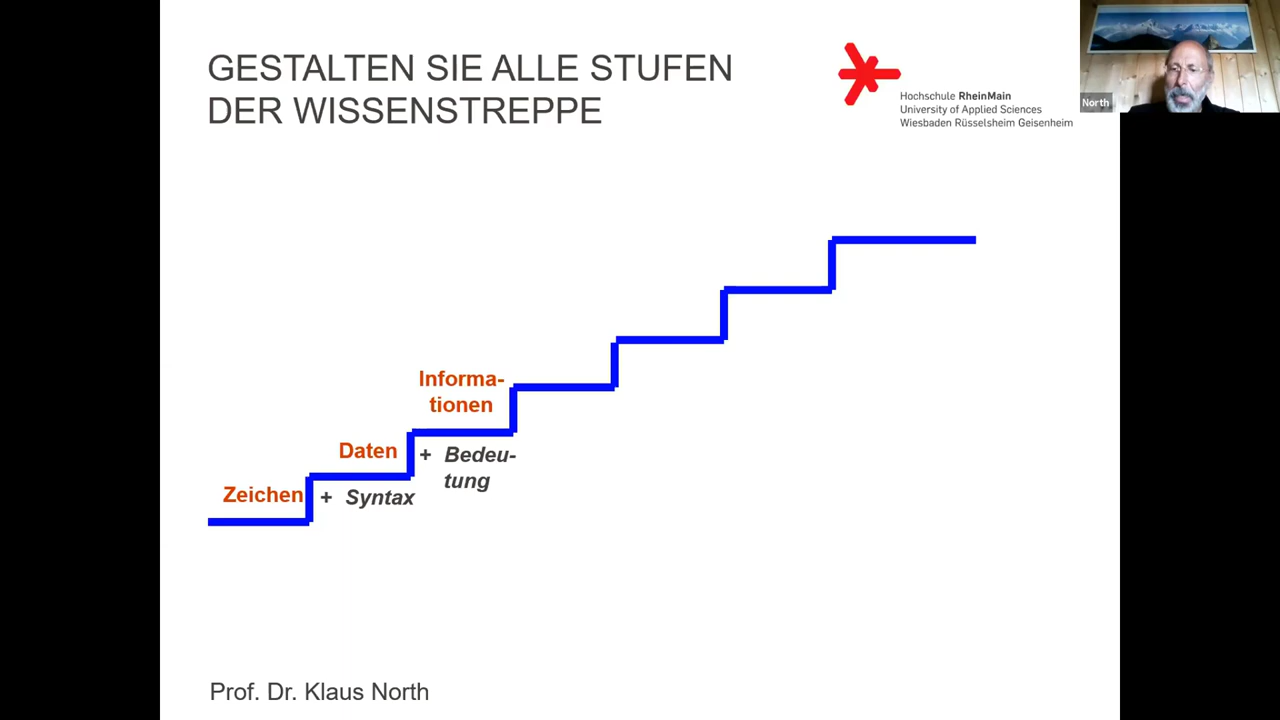 GESTALTEN SIE ALLE STUFEN
DER WISSENSTREPPE
Hochschule RheinMain
University of Applied Sciences
Wiesbaden Rüsselsheim Geisenheim
North
Informa-
tionen
Daten
+ Bedeu-
tung
Zeichen
+ Syntax
Prof. Dr. Klaus North